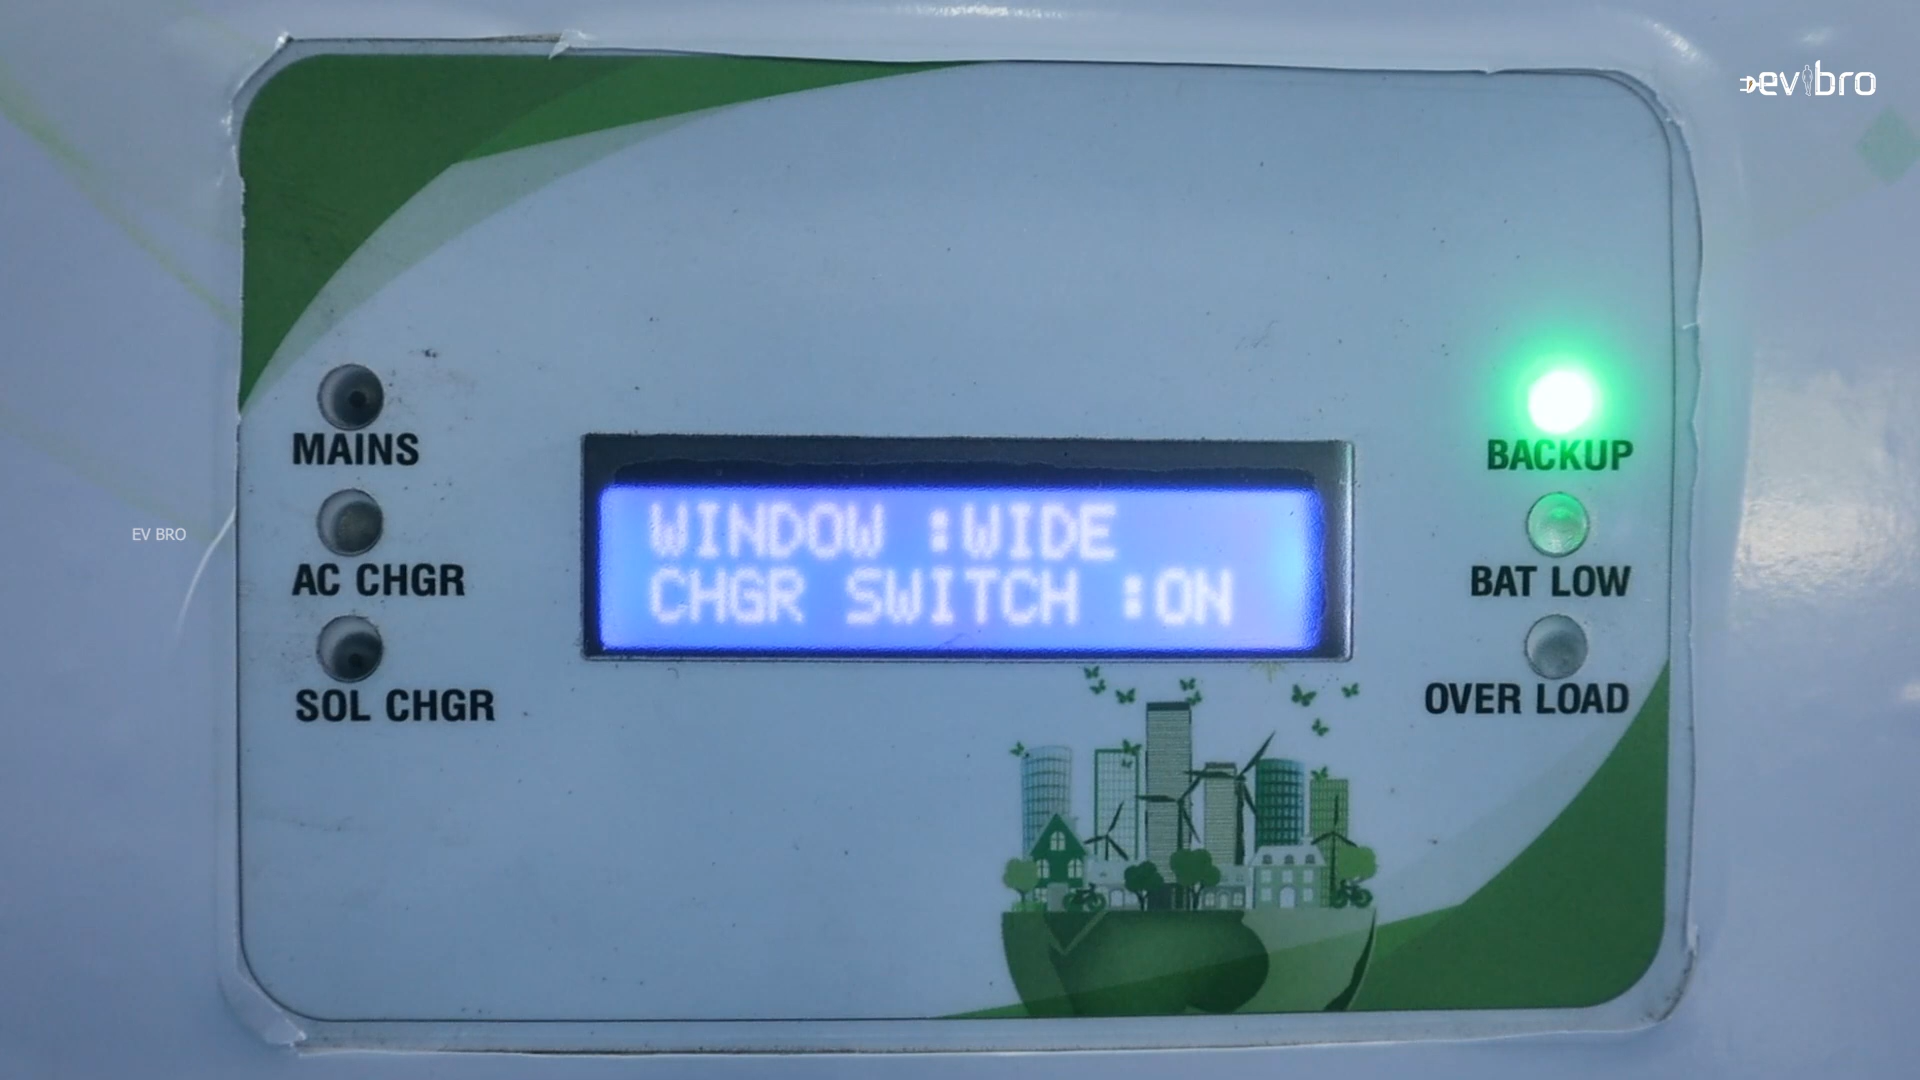 evbro
MAINS
AC CHGR
SOL CHGR
EV BRO
WINDOW :WIDE
CHGR SWITCH :ON
BACKUP
BAT LOW
OVER LOAD